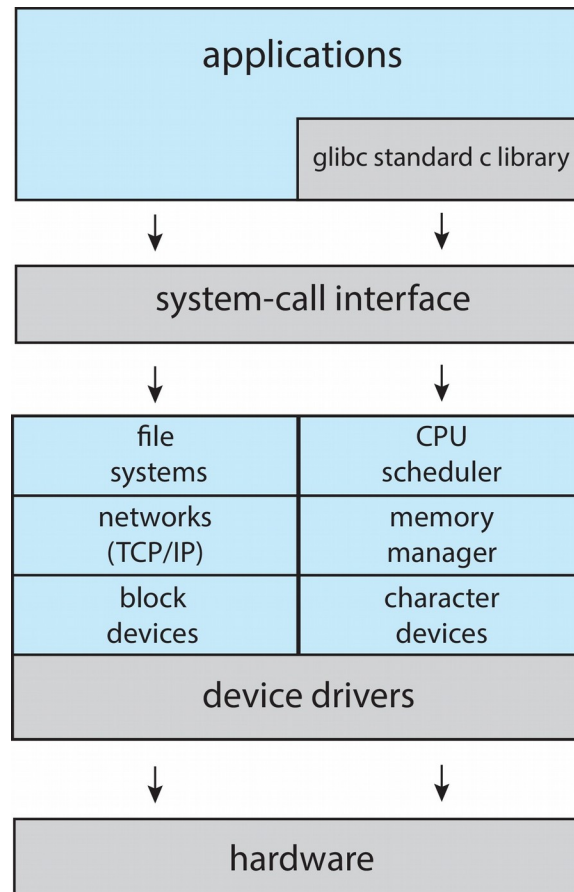 applications
glibc standard c library
system-call interface
file
systems
CPU
scheduler
networks
(TCP/IP)
memory
manager
block
devices
character
devices
device drivers
hardware